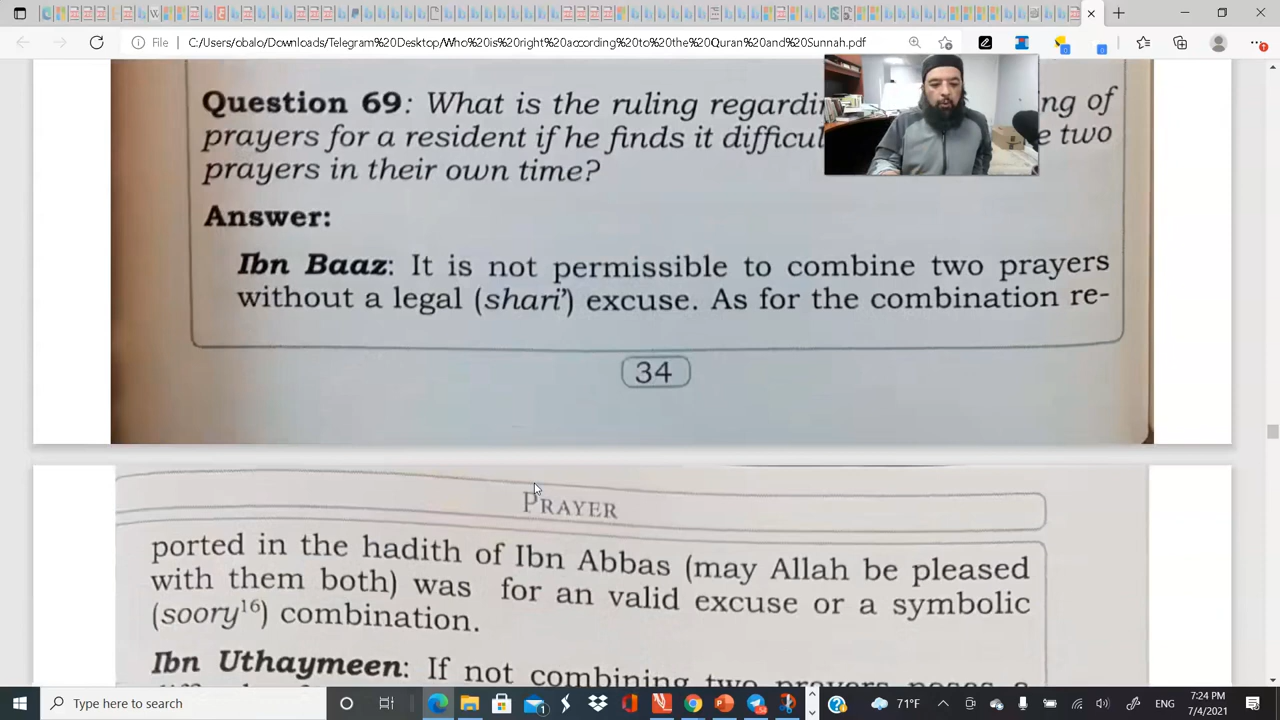 File
C:/Users/obalo/Downloads/Telegram%20Desktop/Who%20is%20right%20according%20to%20the%20Quran%20and%20Sunnah.pdf
Question 69: What is the ruling regardin ng of
prayers for a resident if he finds it difficul e two
prayers in their own time?
Answer:
Ibn Baaz: It is not permissible to combine two prayers
without a legal (shari') excuse. As for the combination re-
34
PRAYER
ported in the hadith of Ibn Abbas (may Allah be pleased
with them both) was for an valid excuse or a symbolic
(soory16) combination.
Ibn Uthaymeen: If not combining two prayers poses a
Type here to search
71°F
ENG
7:24 PM
7/4/2021